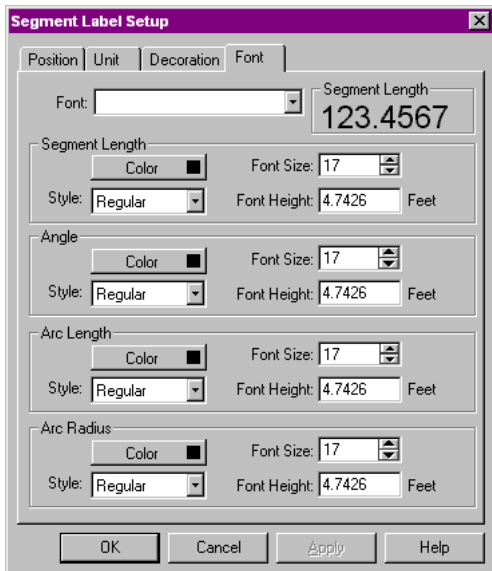 Segment Label Setup
Position Unit Decoration Font
Font: Segment Length
123.4567
Segment Length
Color Font Size: 17
Style: Regular Font Height: 4.7426 Feet
Angle
Color Font Size: 17
Style: Regular Font Height: 4.7426 Feet
Arc Length
Color Font Size: 17
Style: Regular Font Height: 4.7426 Feet
Arc Radius
Color Font Size: 17
Style: Regular Font Height: 4.7426 Feet
OK Cancel Apply Help